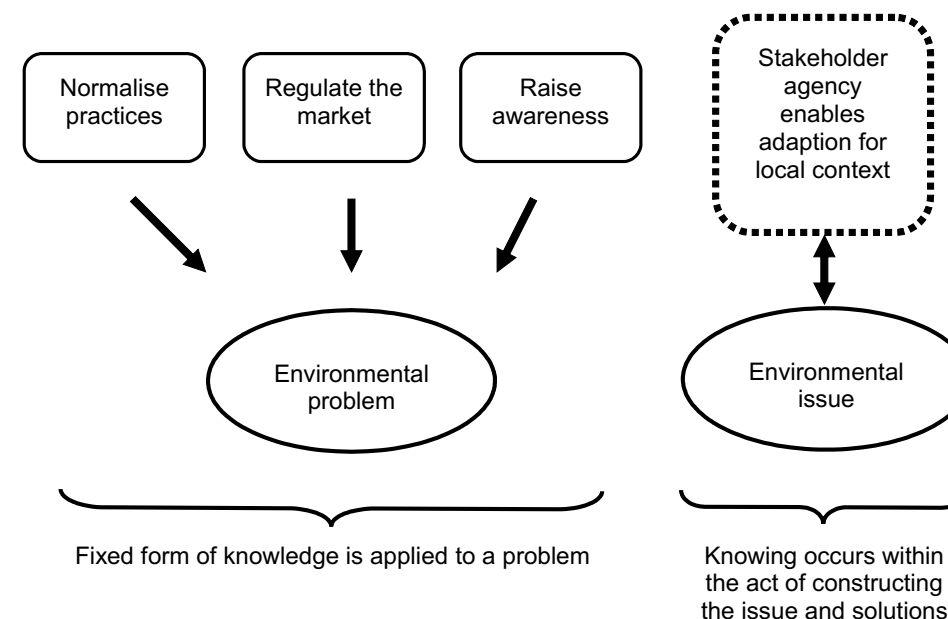 Normalise
practices
Regulate the
market
Raise
awareness
Stakeholder
agency
enables
adaption for
local context
Environmental
problem
Environmental
issue
Fixed form of knowledge is applied to a problem
Knowing occurs within
the act of constructing
the issue and solutions